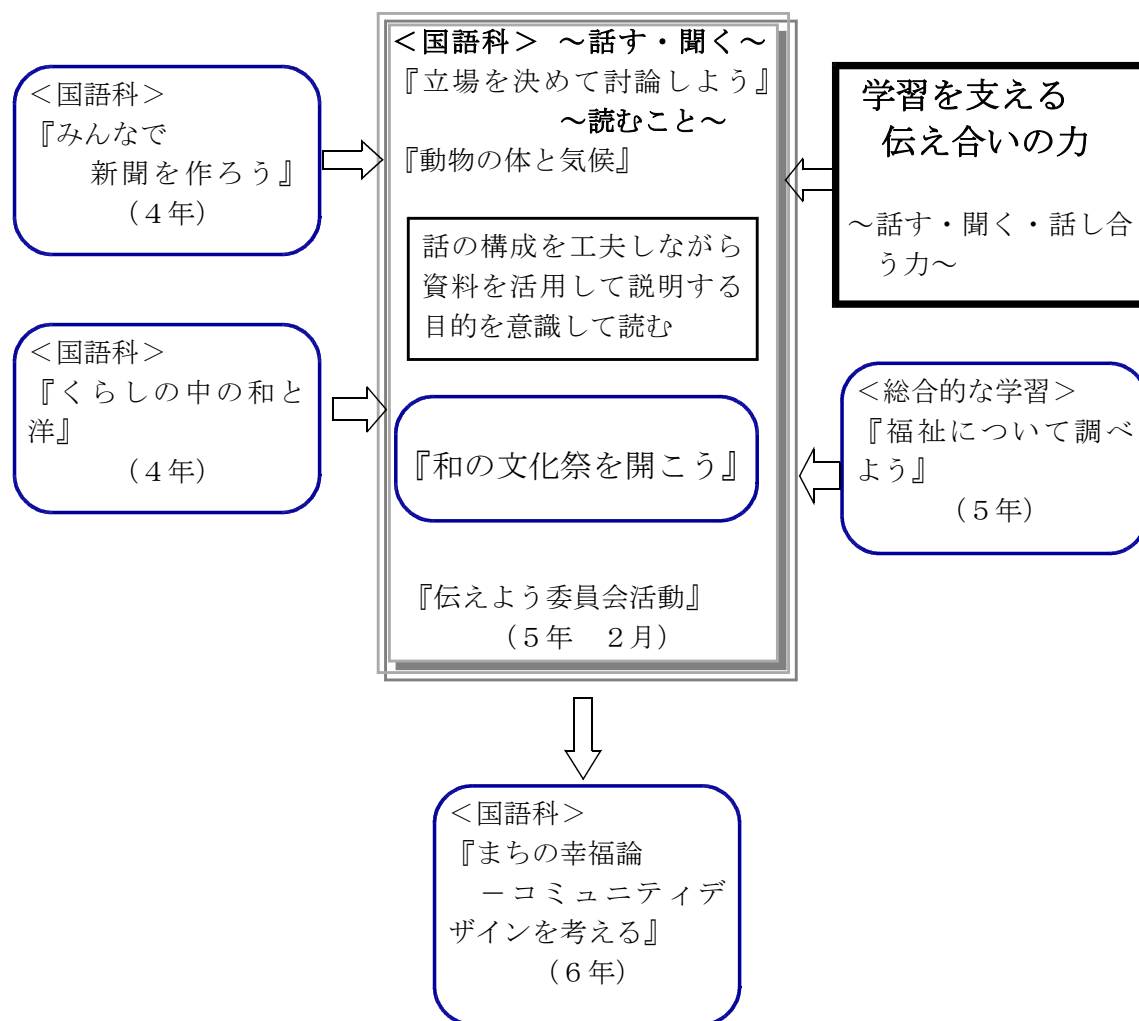 ＜国語科＞
『みんなで
新聞を作ろう』
（４年）
＜国語科＞
『くらしの中の和と
洋』
（４年）
＜国語科＞ ～話す・聞く～
『立場を決めて討論しよう』
～読むこと～
『動物の体と気候』
話の構成を工夫しながら
資料を活用して説明する
目的を意識して読む
『和の文化祭を開こう』
『伝えよう委員会活動』
（５年　２月）
学習を支える
伝え合いの力
～話す・聞く・話し合
う力～
＜総合的な学習＞
『福祉について調べ
よう』
（５年）
＜国語科＞
『まちの幸福論
－コミュニティデ
ザインを考える』
（６年）